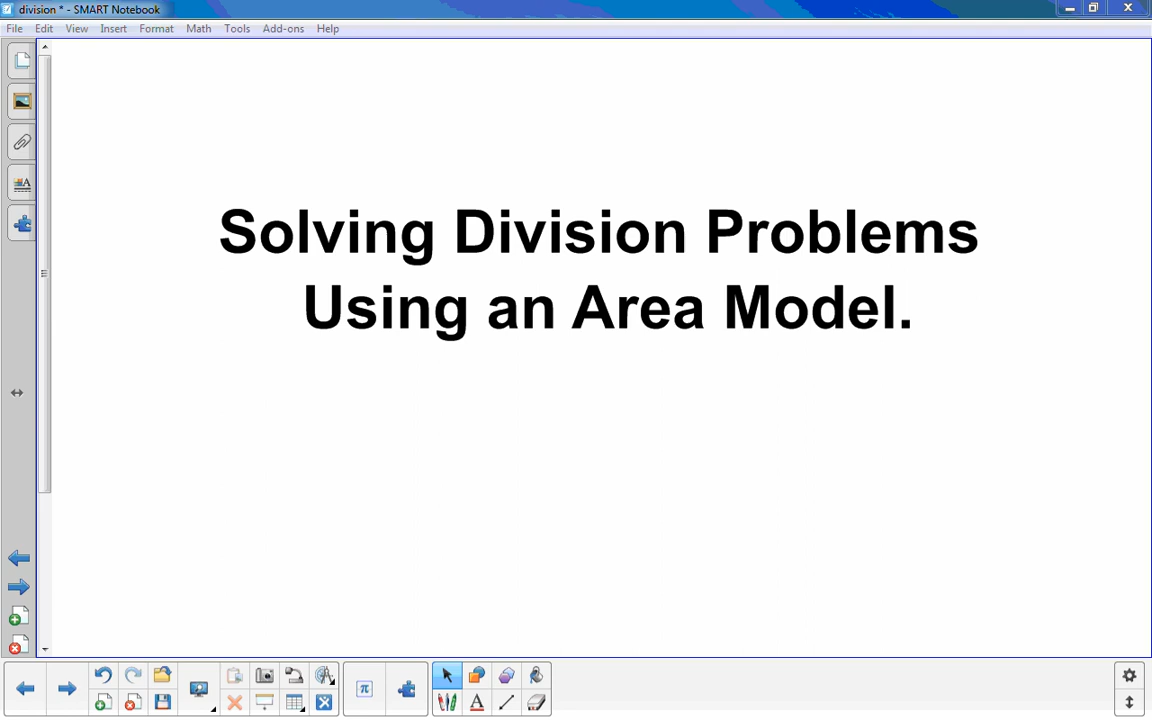 division * - SMART Notebook
File Edit View Insert Format Math Tools Add-ons Help
Solving Division Problems
Using an Area Model.